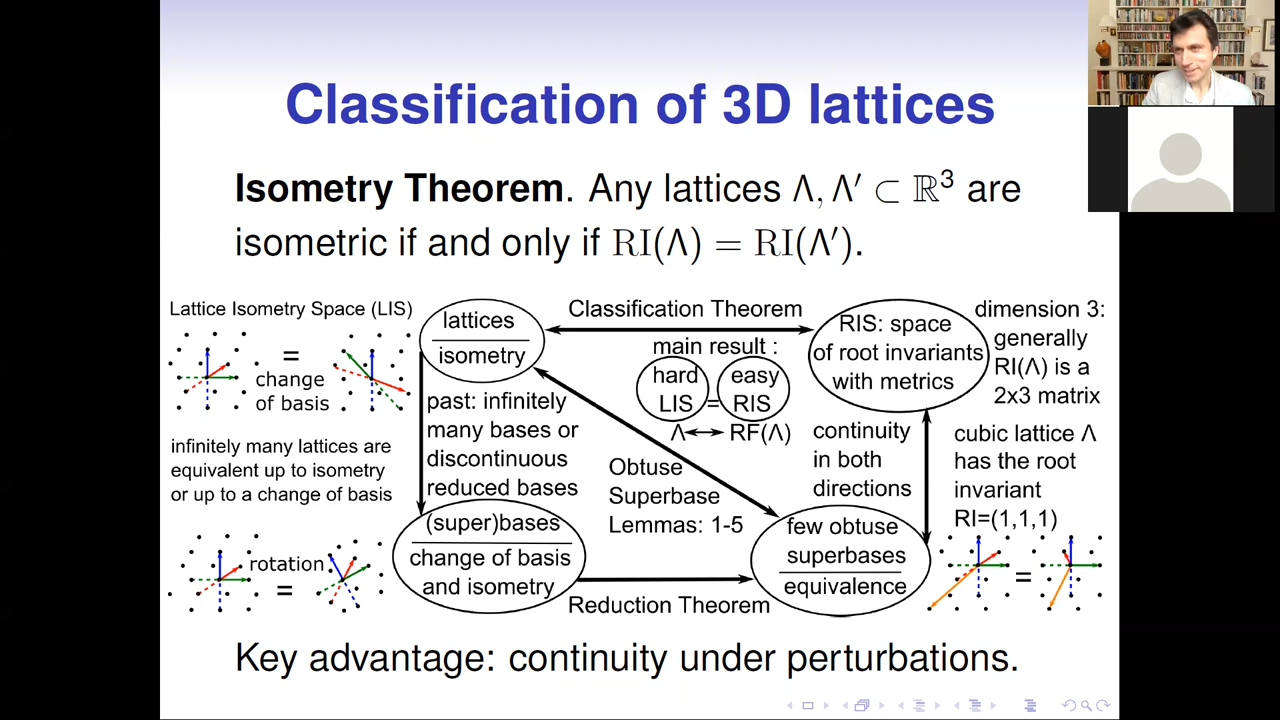 Classification of 3D lattices
Isometry Theorem. Any lattices Λ, Λ′ ⊂ ℝ³ are
isometric if and only if RI(Λ) = RI(Λ′).
Lattice Isometry Space (LIS)
=
change
of basis
infinitely many lattices are
equivalent up to isometry
or up to a change of basis
rotation
=
lattices
isometry
past: infinitely
many bases or
discontinuous
reduced bases
(super)bases
change of basis
and isometry
Classification Theorem
main result :
hard
LIS
=
easy
RIS
Λ↔RF(Λ)
Obtuse
Superbase
Lemmas: 1-5
Reduction Theorem
RIS: space
of root invariants
with metrics
continuity
in both
directions
few obtuse
superbases
equivalence
dimension 3:
generally
RI(Λ) is a
2x3 matrix
cubic lattice Λ
has the root
invariant
RI=(1,1,1)
=
Key advantage: continuity under perturbations.